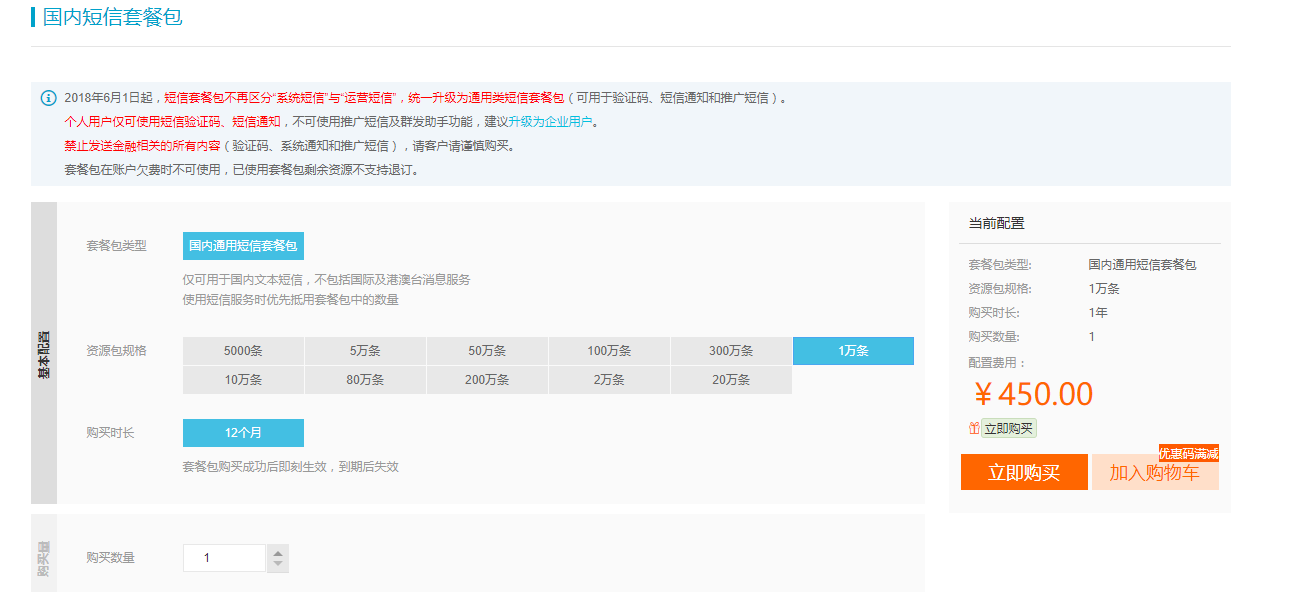 国内短信套餐包
2018年6月1日起，短信套餐包不再区分“系统短信”与“运营短信”，统一升级为通用类短信套餐包（可用于验证码、短信通知和推广短信）。
个人用户仅可使用短信验证码、短信通知，不可使用推广短信及群发助手功能，建议升级为企业用户。
禁止发送金融相关的所有内容（验证码、系统通知和推广短信），请客户请谨慎购买。
套餐包在账户欠费时不可使用，已使用套餐包剩余资源不支持退订。
基本配置
套餐包类型 国内通用短信套餐包
仅可用于国内文本短信，不包括国际及港澳台消息服务
使用短信服务时优先抵用套餐包中的数量
资源包规格 5000条 5万条 50万条 100万条 300万条 1万条
10万条 80万条 200万条 2万条 20万条
购买时长 12个月
套餐包购买成功后即刻生效，到期后失效
购买量
购买数量 1
当前配置
套餐包类型: 国内通用短信套餐包
资源包规格: 1万条
购买时长: 1年
购买数量: 1
配置费用：
￥450.00
立即购买
优惠码满减
立即购买 加入购物车